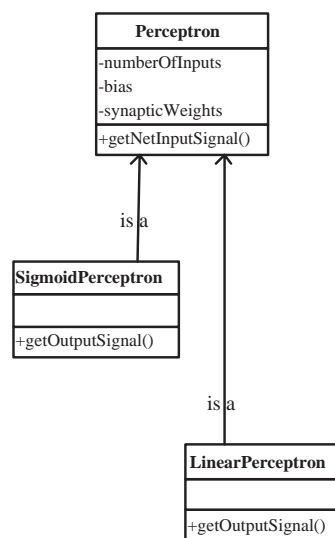 Perceptron
-numberOfInputs
-bias
-synapticWeights
+getNetInputSignal()
is a
SigmoidPerceptron
+getOutputSignal()
is a
LinearPerceptron
+getOutputSignal()